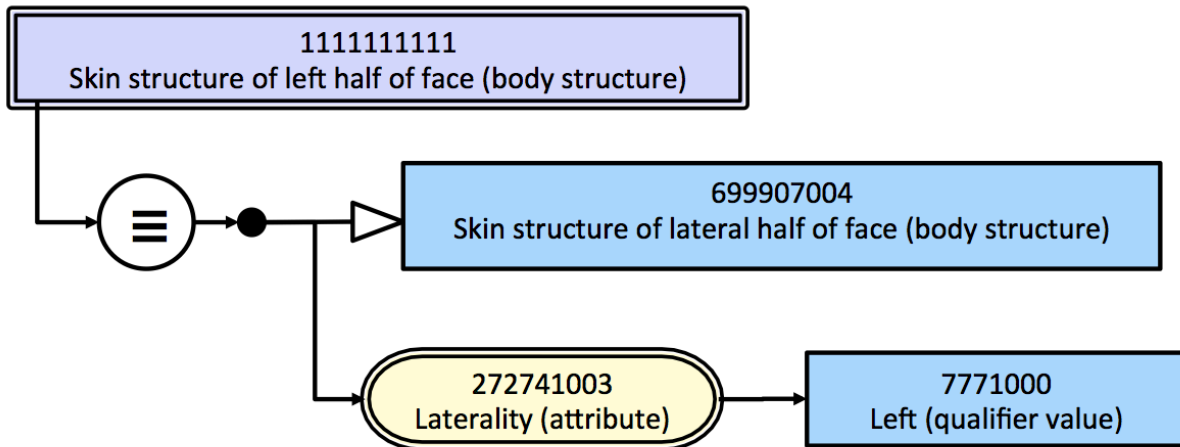 1111111111
Skin structure of left half of face (body structure)
699907004
Skin structure of lateral half of face (body structure)
272741003
Laterality (attribute)
7771000
Left (qualifier value)